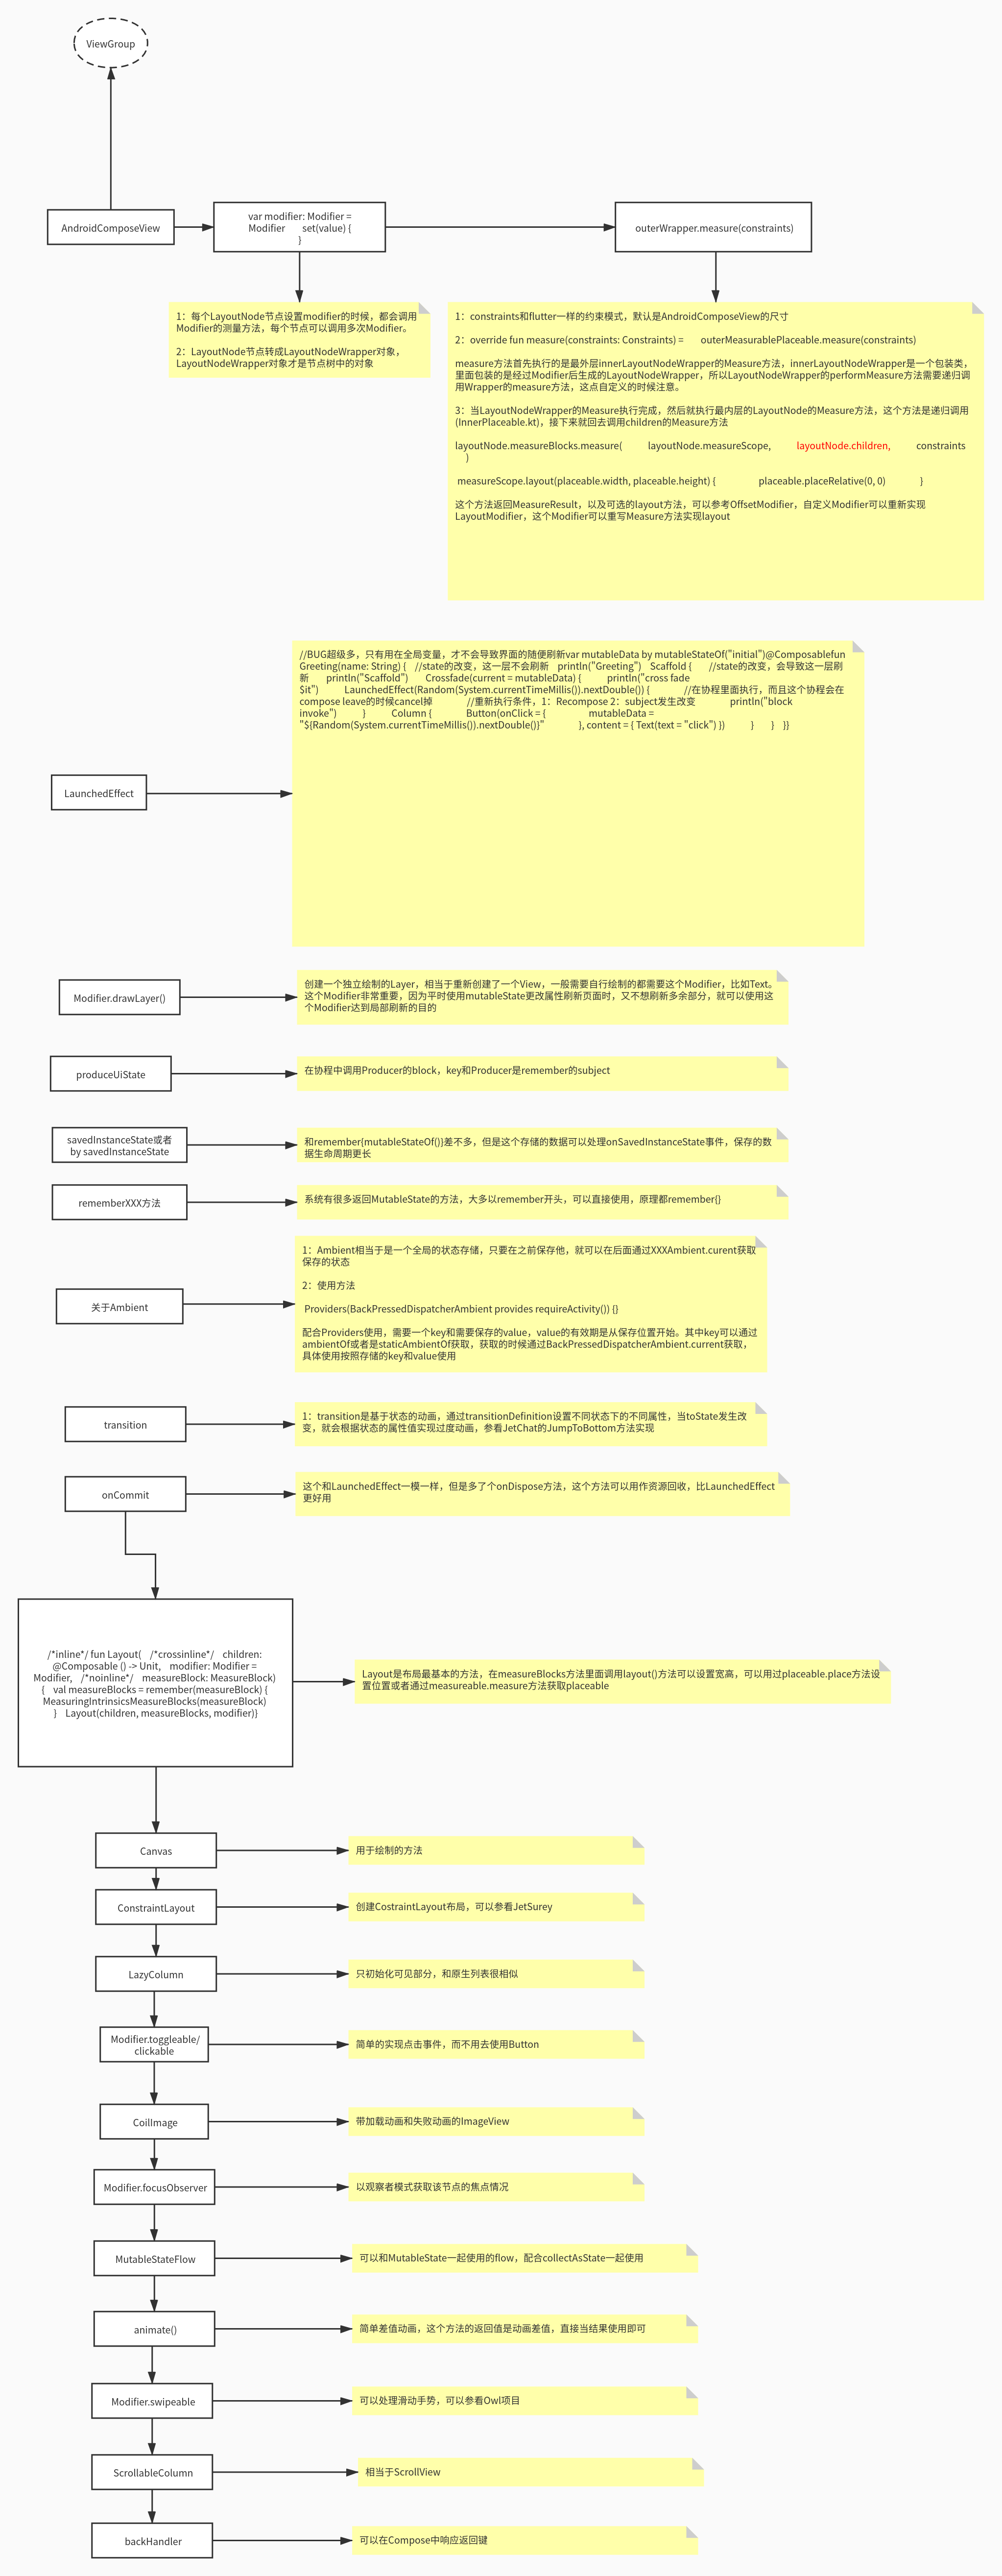 ViewGroup
AndroidComposeView
var modifier: Modifier =
Modifier set(value) {
}
outerWrapper.measure(constraints)
1：每个LayoutNode节点设置modifier的时候，都会调用
Modifier的测量方法，每个节点可以调用多次Modifier。
2：LayoutNode节点转成LayoutNodeWrapper对象，
LayoutNodeWrapper对象才是节点树中的对象
1：constraints和flutter一样的约束模式，默认是AndroidComposeView的尺寸
2：override fun measure(constraints: Constraints) = outerMeasurablePlaceable.measure(constraints)
measure方法首先执行的是最外层innerLayoutNodeWrapper的Measure方法，innerLayoutNodeWrapper是一个包装类，
里面包装的是经过Modifier后生成的LayoutNodeWrapper，所以LayoutNodeWrapper的performMeasure方法需要递归调
用Wrapper的measure方法，这点自定义的时候注意。
3：当LayoutNodeWrapper的Measure执行完成，然后就执行最内层的LayoutNode的Measure方法，这个方法是递归调用
(InnerPlaceable.kt)，接下来就回去调用children的Measure方法
layoutNode.measureBlocks.measure( layoutNode.measureScope, layoutNode.children, constraints
)
measureScope.layout(placeable.width, placeable.height) { placeable.placeRelative(0, 0) }
这个方法返回MeasureResult，以及可选的layout方法，可以参考OffsetModifier，自定义Modifier可以重新实现
LayoutModifier，这个Modifier可以重写Measure方法实现layout
LaunchedEffect
//BUG超级多，只有用在全局变量，才不会导致界面的随便刷新var mutableData by mutableStateOf("initial")@Composablefun
Greeting(name: String) { //state的改变，这一层不会刷新 println("Greeting") Scaffold { //state的改变，会导致这一层刷
新 println("Scaffold") Crossfade(current = mutableData) { println("cross fade
$it") LaunchedEffect(Random(System.currentTimeMillis()).nextDouble()) { //在协程里面执行，而且这个协程会在
compose leave的时候cancel掉 //重新执行条件，1：Recompose 2：subject发生改变 println("block
invoke") } Column { Button(onClick = { mutableData =
"${Random(System.currentTimeMillis()).nextDouble()}" }, content = { Text(text = "click") }) } } }}
Modifier.drawLayer()
创建一个独立绘制的Layer，相当于重新创建了一个View，一般需要自行绘制的都需要这个Modifier，比如Text。
这个Modifier非常重要，因为平时使用mutableState更改属性刷新页面时，又不想刷新多余部分，就可以使用这
个Modifier达到局部刷新的目的
produceUiState
在协程中调用Producer的block，key和Producer是remember的subject
savedInstanceState或者
by savedInstanceState
和remember{mutableStateOf()}差不多，但是这个存储的数据可以处理onSavedInstanceState事件，保存的数
据生命周期更长
rememberXXX方法
系统有很多返回MutableState的方法，大多以remember开头，可以直接使用，原理都remember{}
关于Ambient
1：Ambient相当于是一个全局的状态存储，只要在之前保存他，就可以在后面通过XXXAmbient.curent获取
保存的状态
2：使用方法
Providers(BackPressedDispatcherAmbient provides requireActivity()) {}
配合Providers使用，需要一个key和需要保存的value，value的有效期是从保存位置开始。其中key可以通过
ambientOf或者是staticAmbientOf获取，获取的时候通过BackPressedDispatcherAmbient.current获取，
具体使用按照存储的key和value使用
transition
1：transition是基于状态的动画，通过transitionDefinition设置不同状态下的不同属性，当toState发生改
变，就会根据状态的属性值实现过度动画，参看JetChat的JumpToBottom方法实现
onCommit
这个和LaunchedEffect一模一样，但是多了个onDispose方法，这个方法可以用作资源回收，比LaunchedEffect
更好用
/*inline*/ fun Layout( /*crossinline*/ children:
@Composable () -> Unit, modifier: Modifier =
Modifier, /*noinline*/ measureBlock: MeasureBlock)
{ val measureBlocks = remember(measureBlock) {
MeasuringIntrinsicsMeasureBlocks(measureBlock)
} Layout(children, measureBlocks, modifier)}
Layout是布局最基本的方法，在measureBlocks方法里面调用layout()方法可以设置宽高，可以用过placeable.place方法设
置位置或者通过measureable.measure方法获取placeable
Canvas
用于绘制的方法
ConstraintLayout
创建CostraintLayout布局，可以参看JetSurey
LazyColumn
只初始化可见部分，和原生列表很相似
Modifier.toggleable/
clickable
简单的实现点击事件，而不用去使用Button
CoilImage
带加载动画和失败动画的ImageView
Modifier.focusObserver
以观察者模式获取该节点的焦点情况
MutableStateFlow
可以和MutableState一起使用的flow，配合collectAsState一起使用
animate()
简单差值动画，这个方法的返回值是动画差值，直接当结果使用即可
Modifier.swipeable
可以处理滑动手势，可以参看Owl项目
ScrollableColumn
相当于ScrollView
backHandler
可以在Compose中响应返回键